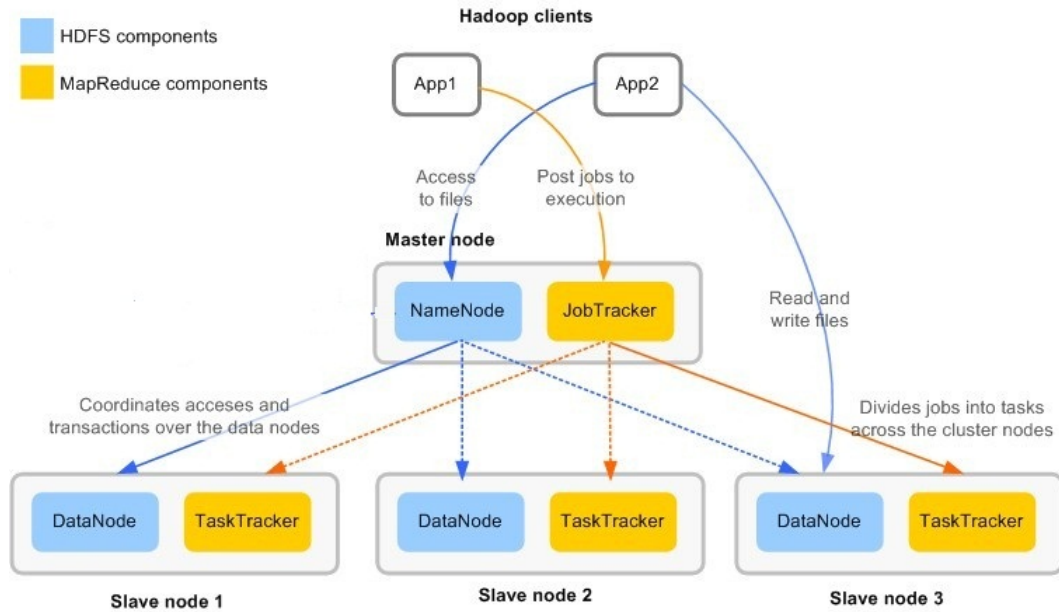 Hadoop clients
HDFS components
MapReduce components
App1
App2
Access
to files
Post jobs to
execution
Master node
NameNode
JobTracker
Read and
write files
Coordinates acceses and
transactions over the data nodes
Divides jobs into tasks
across the cluster nodes
DataNode
TaskTracker
DataNode
TaskTracker
DataNode
TaskTracker
Slave node 1
Slave node 2
Slave node 3